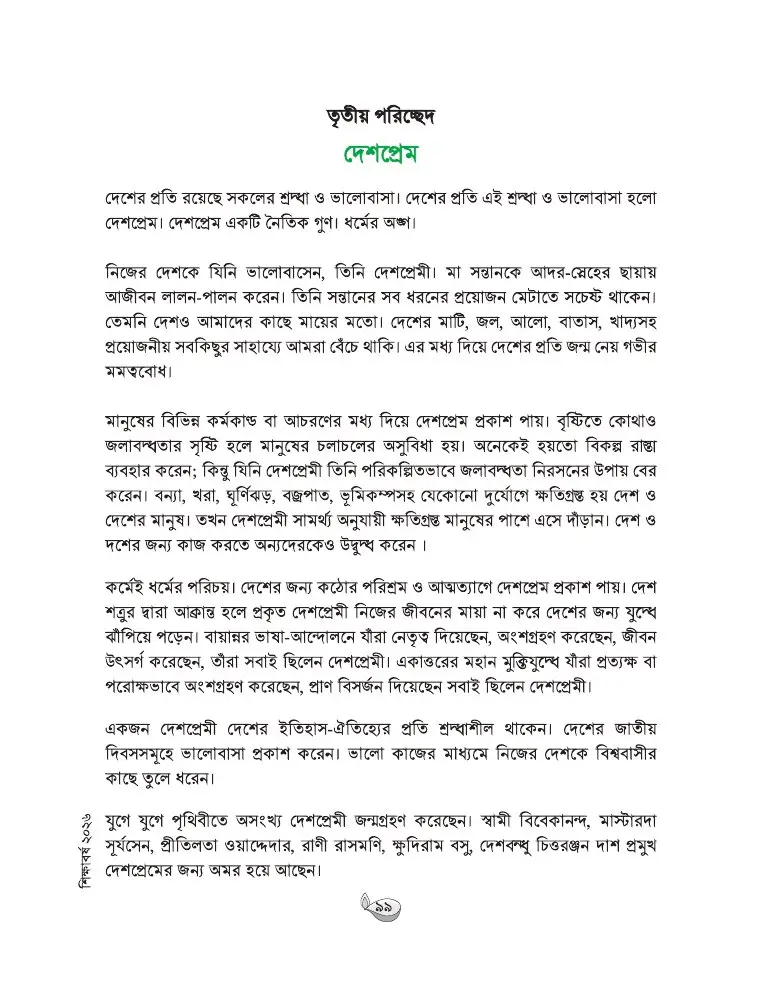 তৃতীয় পরিচ্ছেদ
দেশপ্রেম
দেশের প্রতি রয়েছে সকলের শ্রদ্ধা ও ভালোবাসা। দেশের প্রতি এই শ্রদ্ধা ও ভালোবাসা হলো
দেশপ্রেম। দেশপ্রেম একটি নৈতিক গুণ। ধর্মের অঙ্গ।
নিজের দেশকে যিনি ভালোবাসেন, তিনি দেশপ্রেমী। মা সন্তানকে আদর-স্নেহের ছায়ায়
আজীবন লালন-পালন করেন। তিনি সন্তানের সব ধরনের প্রয়োজন মেটাতে সচেষ্ট থাকেন।
তেমনি দেশও আমাদের কাছে মায়ের মতো। দেশের মাটি, জল, আলো, বাতাস, খাদ্যসহ
প্রয়োজনীয় সবকিছুর সাহায্যে আমরা বেঁচে থাকি। এর মধ্য দিয়ে দেশের প্রতি জন্ম নেয় গভীর
মমত্ববোধ।
মানুষের বিভিন্ন কর্মকান্ড বা আচরণের মধ্য দিয়ে দেশপ্রেম প্রকাশ পায়। বৃষ্টিতে কোথাও
জলাবদ্ধতার সৃষ্টি হলে মানুষের চলাচলের অসুবিধা হয়। অনেকেই হয়তো বিকল্প রাস্তা
ব্যবহার করেন; কিন্তু যিনি দেশপ্রেমী তিনি পরিকল্পিতভাবে জলাবদ্ধতা নিরসনের উপায় বের
করেন। বন্যা, খরা, ঘূর্ণিঝড়, বজ্রপাত, ভূমিকম্পসহ যেকোনো দুর্যোগে ক্ষতিগ্রস্ত হয় দেশ ও
দেশের মানুষ। তখন দেশপ্রেমী সামর্থ্য অনুযায়ী ক্ষতিগ্রস্ত মানুষের পাশে এসে দাঁড়ান। দেশ ও
দশের জন্য কাজ করতে অন্যদেরকেও উদ্বুদ্ধ করেন ।
কর্মেই ধর্মের পরিচয়। দেশের জন্য কঠোর পরিশ্রম ও আত্মত্যাগে দেশপ্রেম প্রকাশ পায়। দেশ
শত্রুর দ্বারা আক্রান্ত হলে প্রকৃত দেশপ্রেমী নিজের জীবনের মায়া না করে দেশের জন্য যুদ্ধে
ঝাঁপিয়ে পড়েন। বায়ান্নর ভাষা-আন্দোলনে যাঁরা নেতৃত্ব দিয়েছেন, অংশগ্রহণ করেছেন, জীবন
উৎসর্গ করেছেন, তাঁরা সবাই ছিলেন দেশপ্রেমী। একাত্তরের মহান মুক্তিযুদ্ধে যাঁরা প্রত্যক্ষ বা
পরোক্ষভাবে অংশগ্রহণ করেছেন, প্রাণ বিসর্জন দিয়েছেন সবাই ছিলেন দেশপ্রেমী।
একজন দেশপ্রেমী দেশের ইতিহাস-ঐতিহ্যের প্রতি শ্রদ্ধাশীল থাকেন। দেশের জাতীয়
দিবসসমূহে ভালোবাসা প্রকাশ করেন। ভালো কাজের মাধ্যমে নিজের দেশকে বিশ্ববাসীর
কাছে তুলে ধরেন।
যুগে যুগে পৃথিবীতে অসংখ্য দেশপ্রেমী জন্মগ্রহণ করেছেন। স্বামী বিবেকানন্দ, মাস্টারদা
সূর্যসেন, প্রীতিলতা ওয়াদ্দেদার, রাণী রাসমণি, ক্ষুদিরাম বসু, দেশবন্ধু চিত্তরঞ্জন দাশ প্রমুখ
দেশপ্রেমের জন্য অমর হয়ে আছেন।
শিক্ষাবর্ষ ২০২৬
৯৯